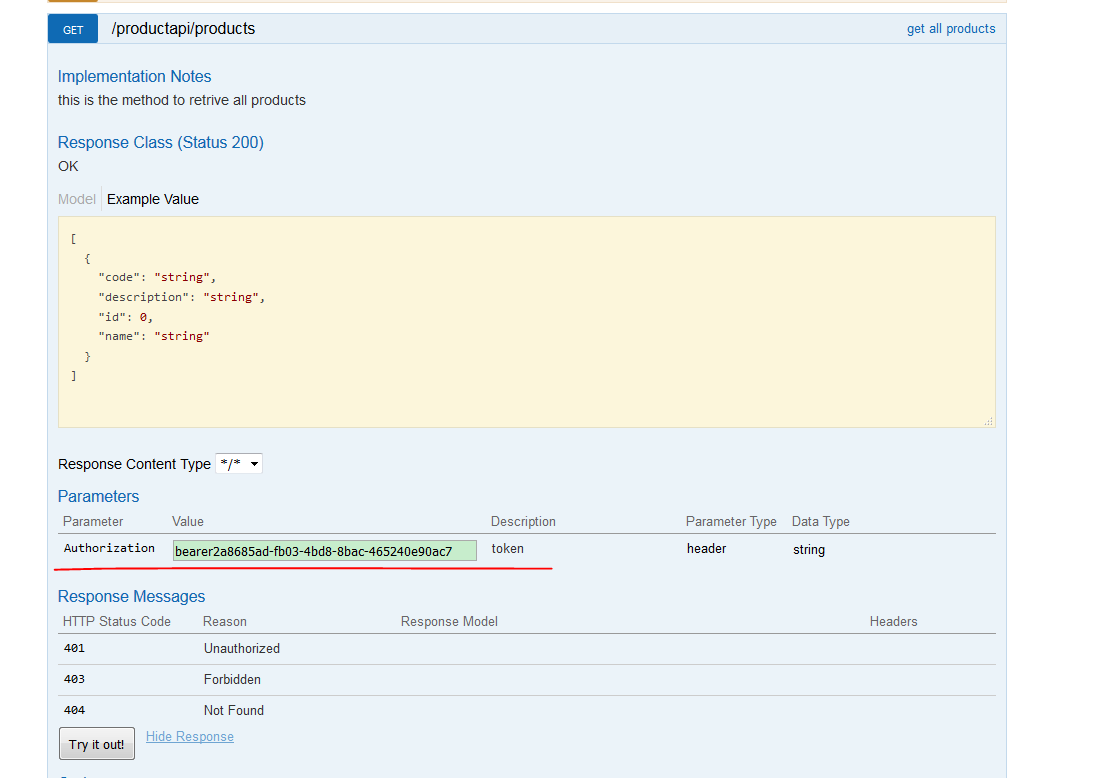 GET /productapi/products get all products
Implementation Notes
this is the method to retrive all products
Response Class (Status 200)
OK
Model Example Value
[
{
"code": "string",
"description": "string",
"id": 0,
"name": "string"
}
]
Response Content Type */*
Parameters
Parameter Value Description Parameter Type Data Type
Authorization bearer2a8685ad-fb03-4bd8-8bac-465240e90ac7 token header string
Response Messages
HTTP Status Code Reason Response Model Headers
401 Unauthorized
403 Forbidden
404 Not Found
Try it out! Hide Response